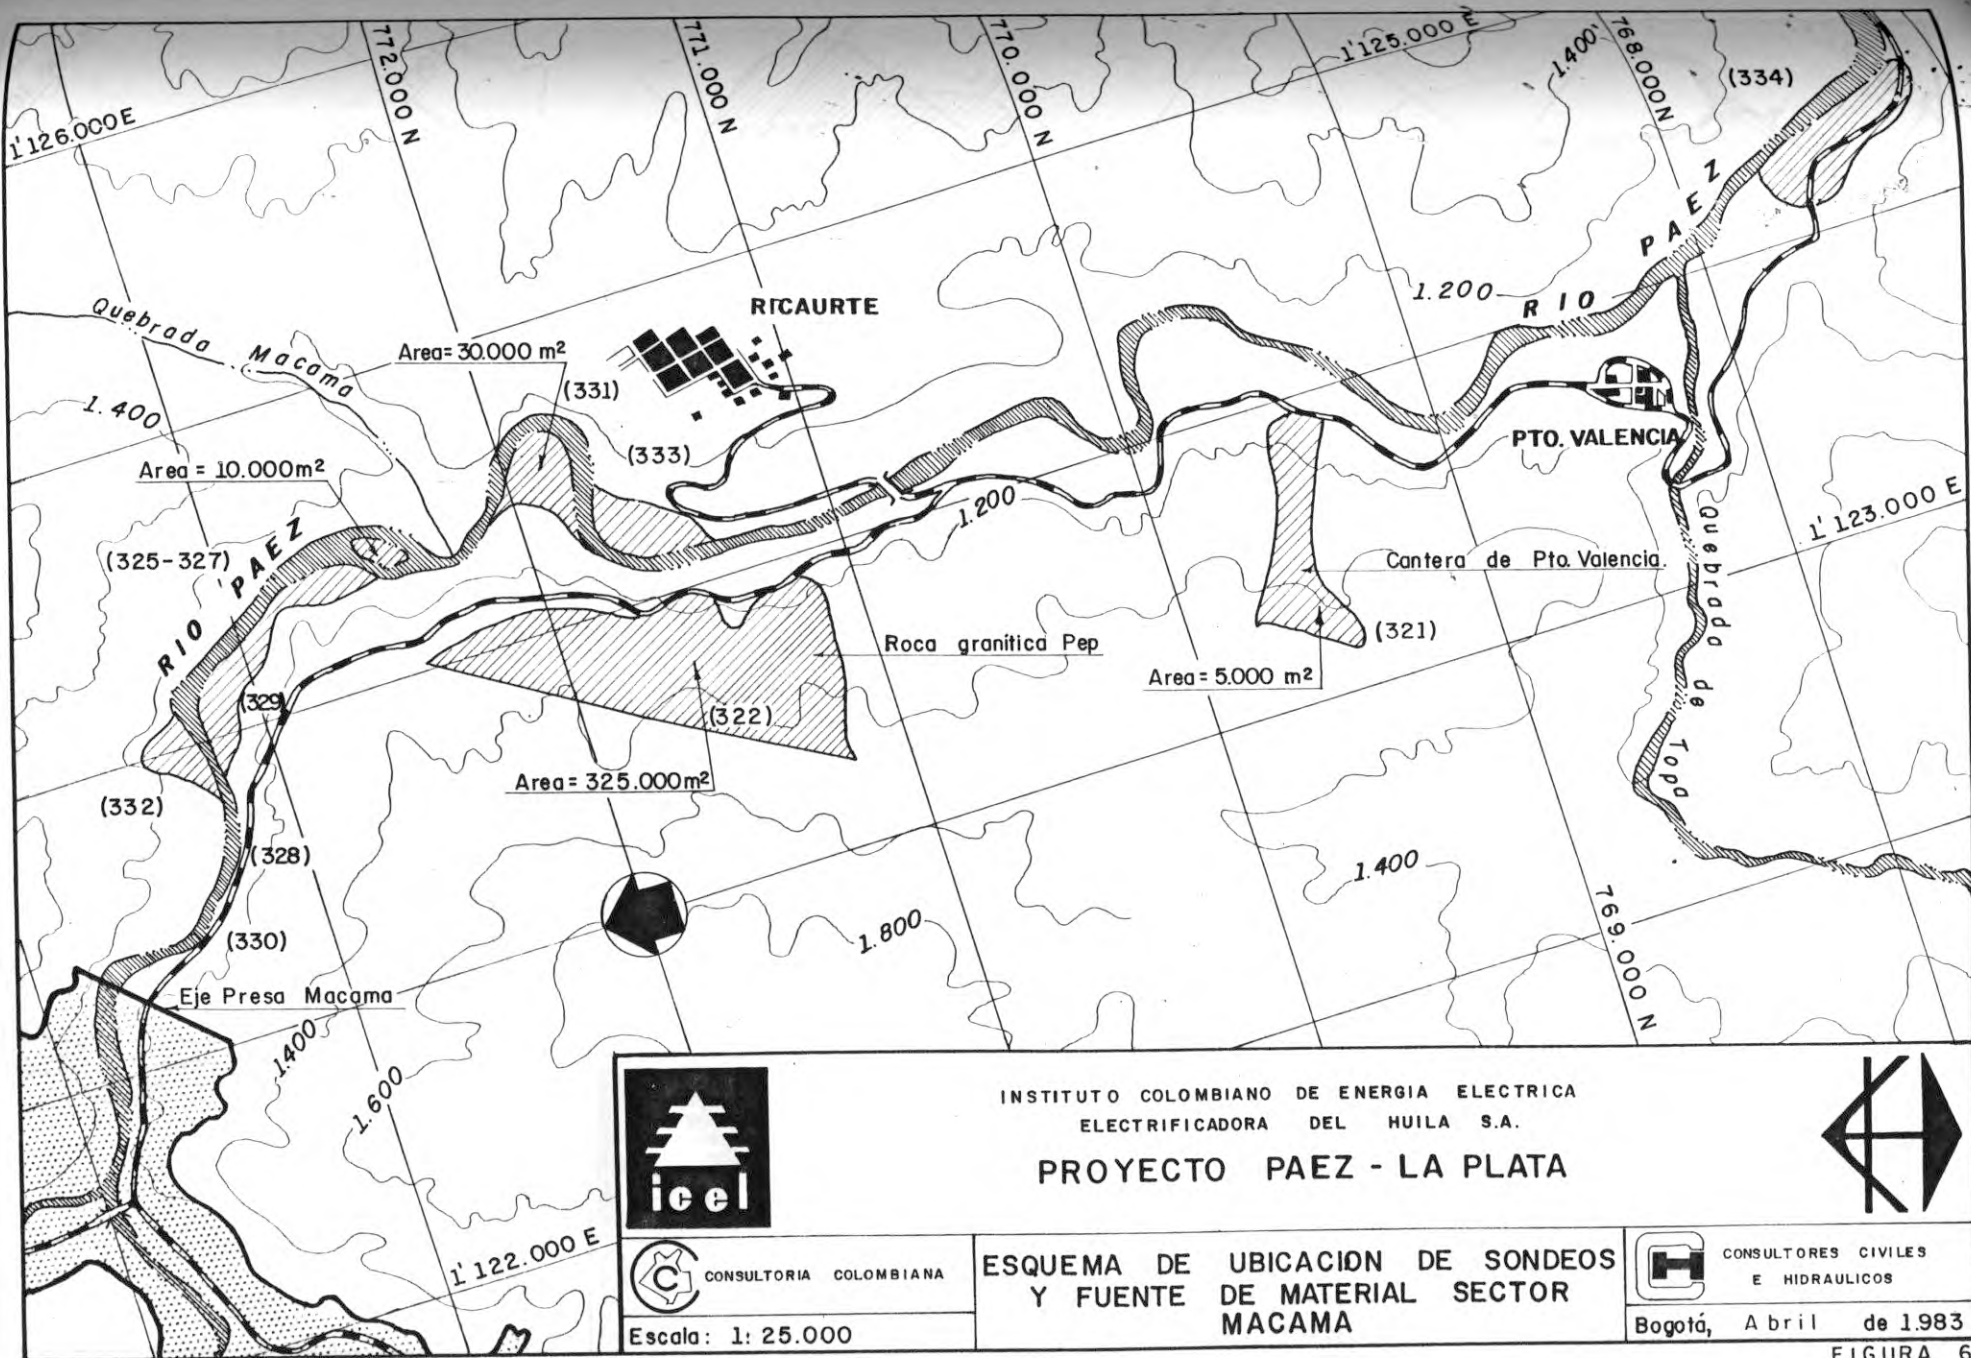 772.000 N
771.000 N
770.000 N
1'125.000 E
1.400
768.000 N
(334)
1'126.000 E
RIO PAEZ
1.200
RICAURTE
Quebrada Macama
Area= 30.000 m²
(331)
1.400
(333)
PTO. VALENCIA
Area = 10.000m²
1.200
1'123.000 E
(325-327)
RIO PAEZ
Cantera de Pto. Valencia.
Quebrada de Topa
(321)
Roca granitica Pep
Area= 5.000 m²
(329)
(322)
Area= 325.000m²
(332)
(328)
1.400
769.000 N
1.800
(330)
Eje Presa Macama
1.400
1.600
1'122.000 E
icel
INSTITUTO COLOMBIANO DE ENERGIA ELECTRICA
ELECTRIFICADORA DEL HUILA S.A.
PROYECTO PAEZ - LA PLATA
CONSULTORIA COLOMBIANA
Escala: 1: 25.000
ESQUEMA DE UBICACION DE SONDEOS
Y FUENTE DE MATERIAL SECTOR
MACAMA
CONSULTORES CIVILES
E HIDRAULICOS
Bogotá, Abril de 1.983
FIGURA 6